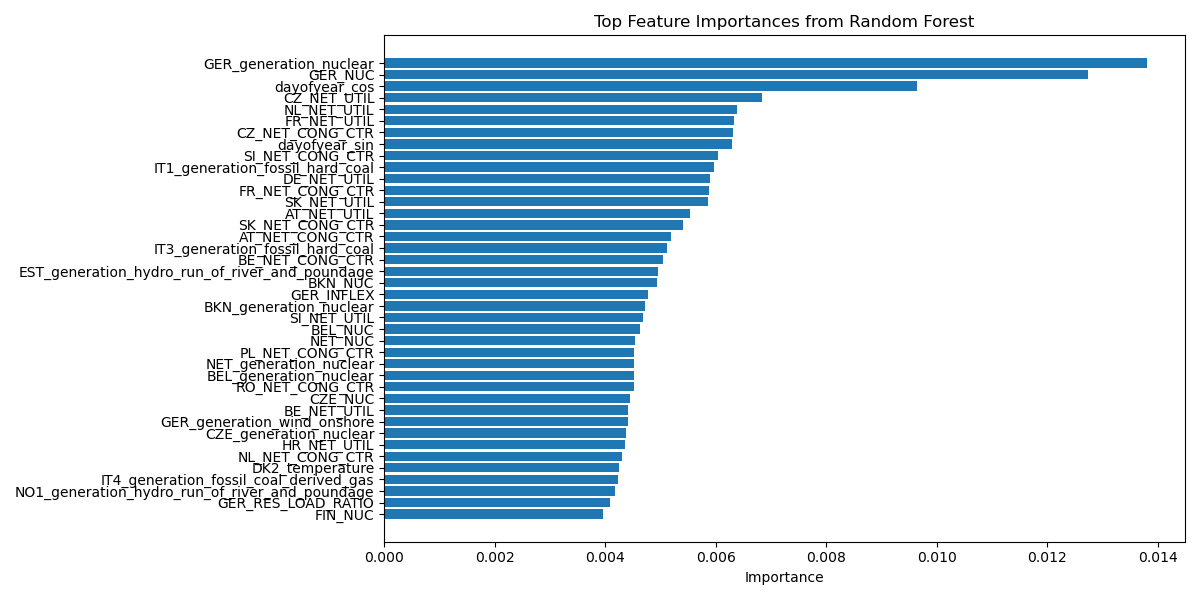 Top Feature Importances from Random Forest
GER_generation_nuclear
GER_NUC
dayofyear_cos
CZ_NET_UTIL
NL_NET_UTIL
FR_NET_UTIL
CZ_NET_CONG_CTR
dayofyear_sin
SI_NET_CONG_CTR
IT1_generation_fossil_hard_coal
DE_NET_UTIL
FR_NET_CONG_CTR
SK_NET_UTIL
AT_NET_UTIL
SK_NET_CONG_CTR
AT_NET_CONG_CTR
IT3_generation_fossil_hard_coal
BE_NET_CONG_CTR
EST_generation_hydro_run_of_river_and_poundage
BKN_NUC
GER_INFLEX
BKN_generation_nuclear
SI_NET_UTIL
BEL_NUC
NET_NUC
PL_NET_CONG_CTR
NET_generation_nuclear
BEL_generation_nuclear
RO_NET_CONG_CTR
CZE_NUC
BE_NET_UTIL
GER_generation_wind_onshore
CZE_generation_nuclear
HR_NET_UTIL
NL_NET_CONG_CTR
DK2_temperature
IT4_generation_fossil_coal_derived_gas
NO1_generation_hydro_run_of_river_and_poundage
GER_RES_LOAD_RATIO
FIN_NUC
0.000 0.002 0.004 0.006 0.008 0.010 0.012 0.014
Importance